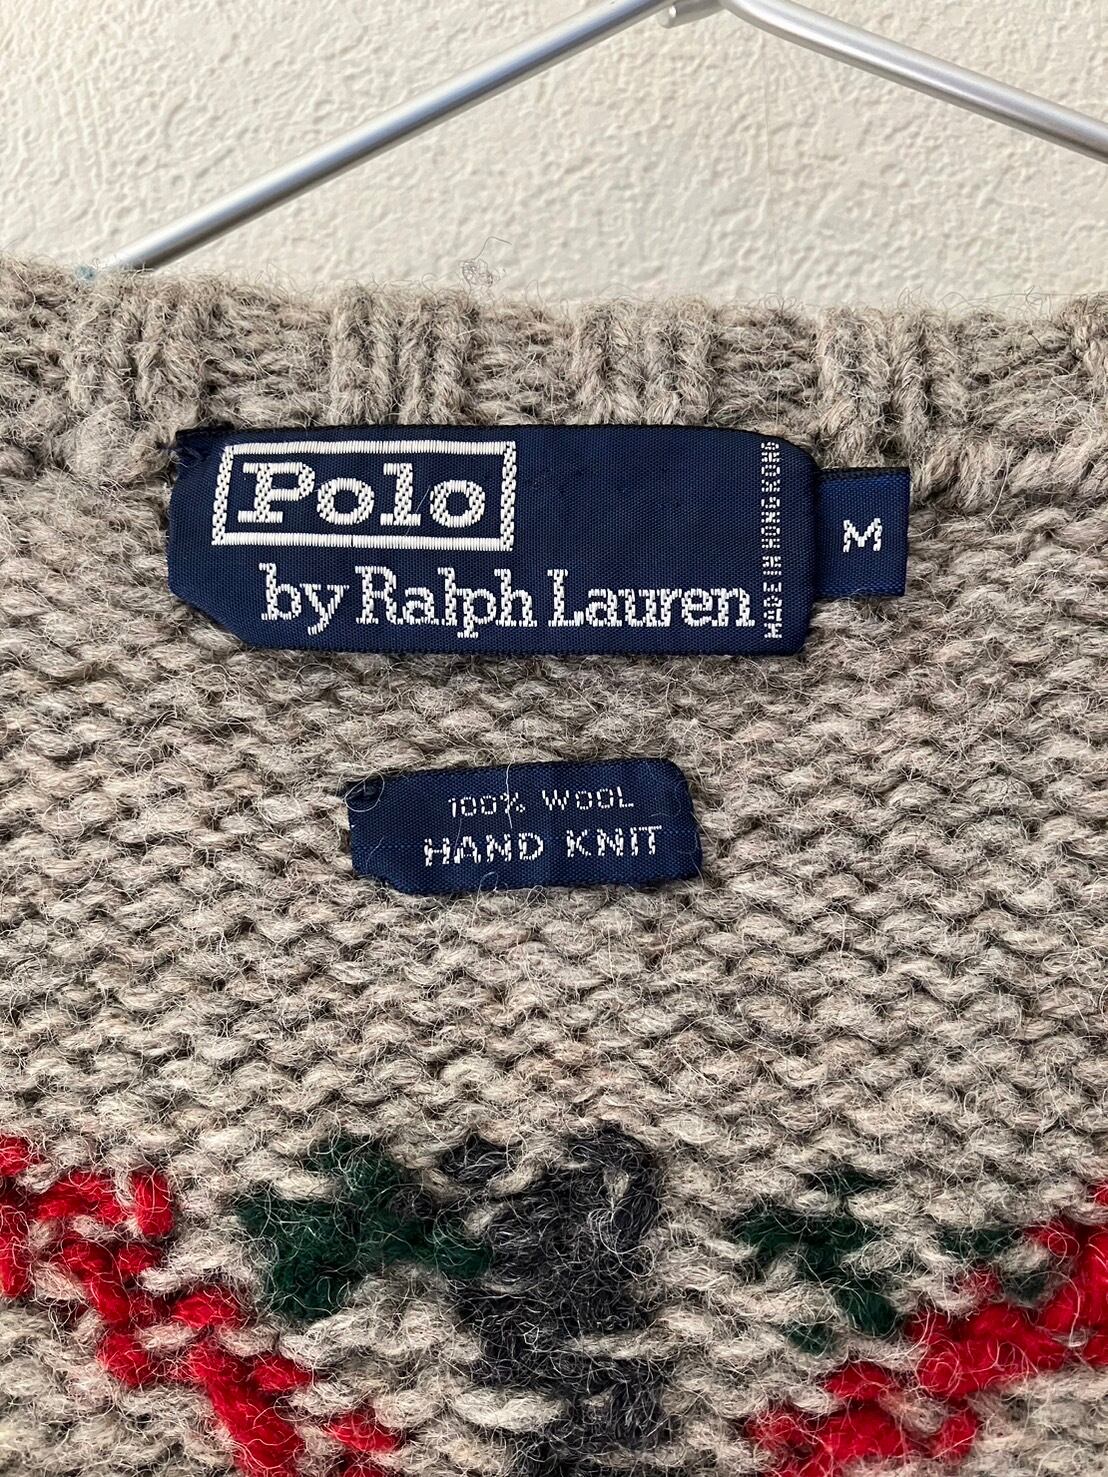 Polo
by Ralph Lauren
MADE IN HONG KONG
M
100% WOOL
HAND KNIT